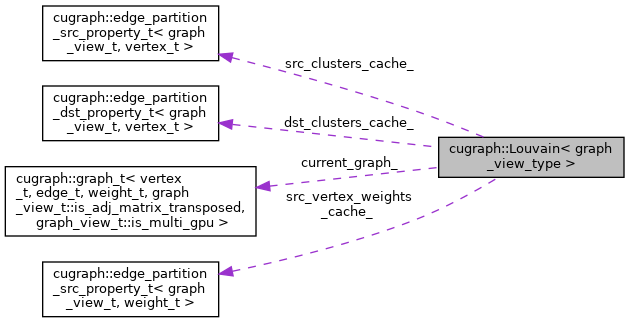 cugraph::edge_partition
_src_property_t< graph
_view_t, vertex_t >
src_clusters_cache_
cugraph::edge_partition
_dst_property_t< graph
_view_t, vertex_t >
dst_clusters_cache_
cugraph::Louvain< graph
_view_type >
current_graph_
cugraph::graph_t< vertex
_t, edge_t, weight_t, graph
_view_t::is_adj_matrix_transposed,
graph_view_t::is_multi_gpu >
src_vertex_weights
_cache_
cugraph::edge_partition
_src_property_t< graph
_view_t, weight_t >